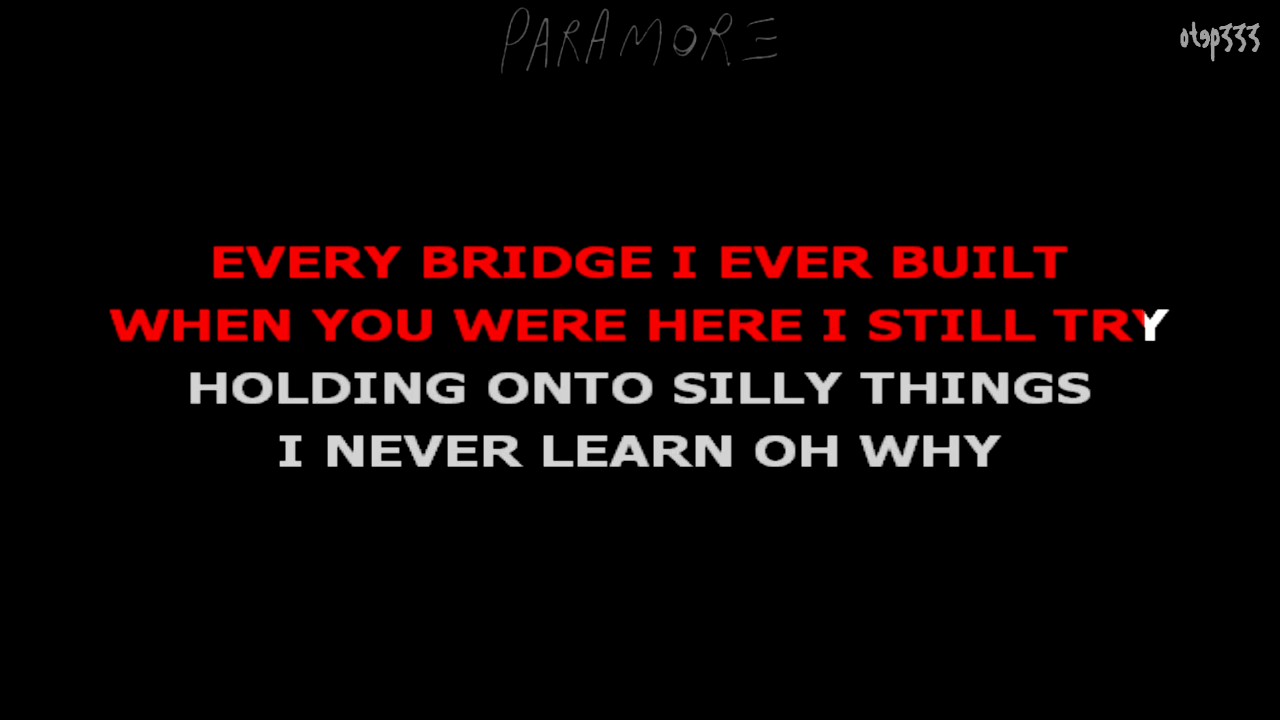 PARAMORE
otep333
EVERY BRIDGE I EVER BUILT
WHEN YOU WERE HERE I STILL TRY
HOLDING ONTO SILLY THINGS
I NEVER LEARN OH WHY